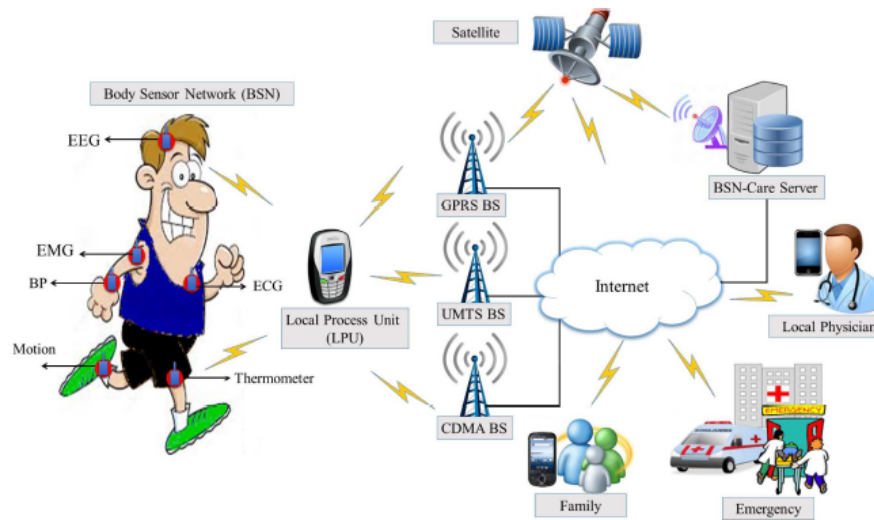 Satellite
Body Sensor Network (BSN)
EEG
GPRS BS
BSN-Care Server
EMG
BP
ECG
Internet
Local Process Unit
(LPU)
UMTS BS
Local Physician
Motion
Thermometer
CDMA BS
EMERGENCY
Family
Emergency